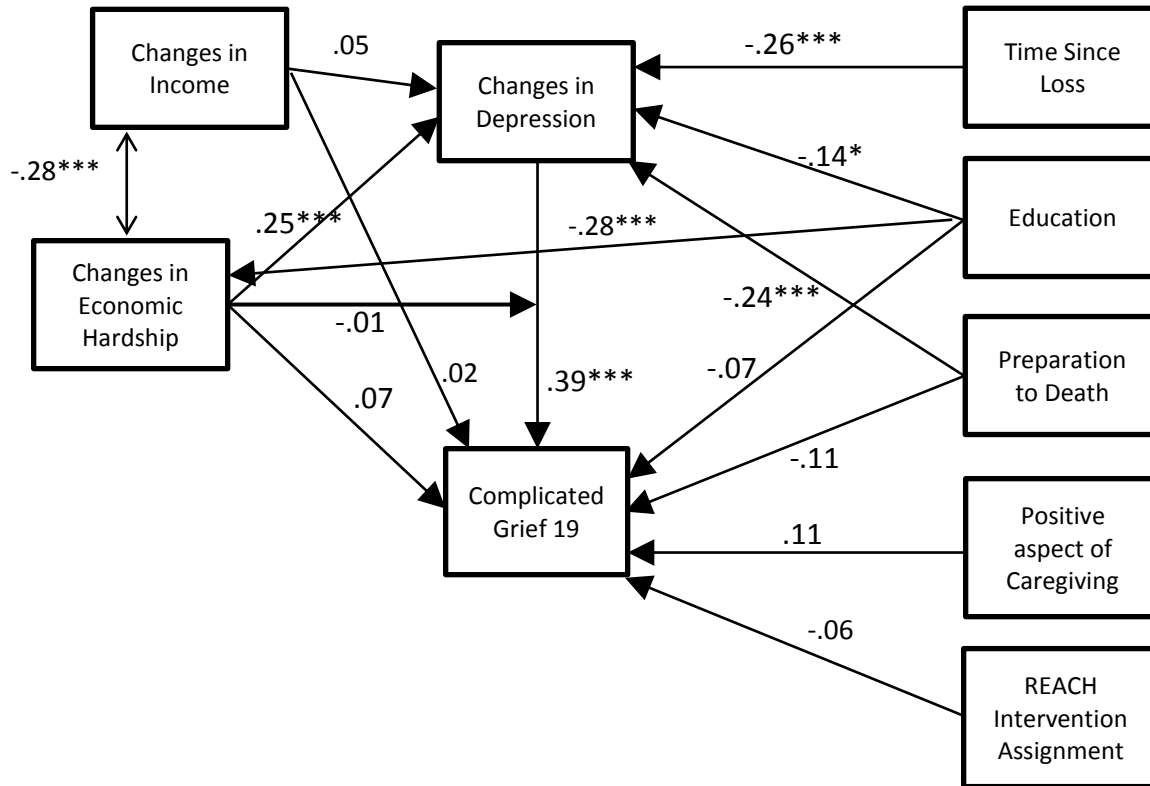 Changes in
Income
.05
Changes in
Depression
-.26***
Time Since
Loss
-.28***
-.14*
Education
.25***
-.28***
Changes in
Economic
Hardship
-.01
-.24***
Preparation
to Death
.07
.02
.39***
-.07
-.11
Complicated
Grief 19
.11
Positive
aspect of
Caregiving
-.06
REACH
Intervention
Assignment